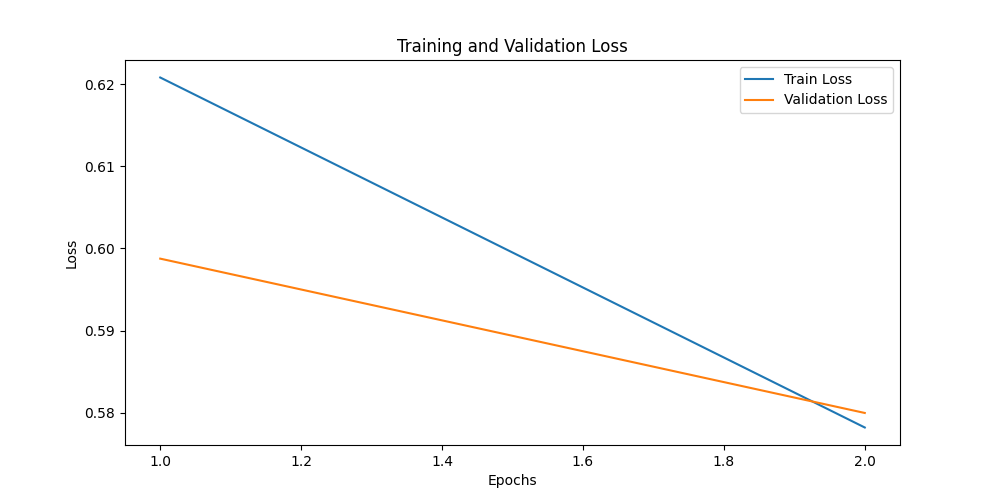 Training and Validation Loss
Train Loss
Validation Loss
0.62
0.61
0.60
0.59
0.58
Loss
1.0 1.2 1.4 1.6 1.8 2.0
Epochs